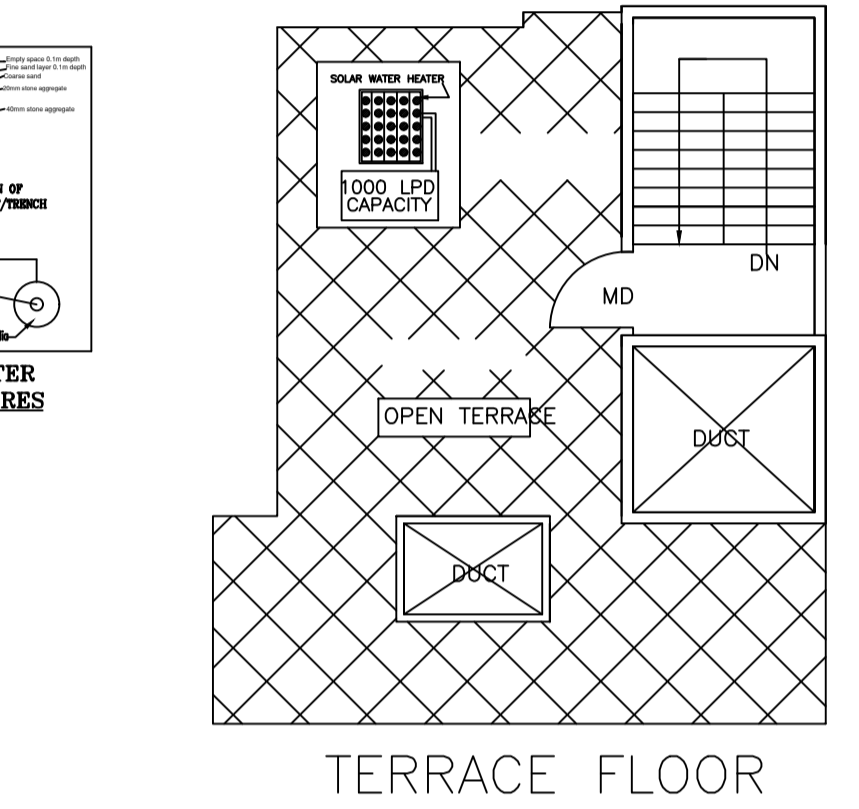 Empty space 0.1m depth
Fine sand layer 0.1m depth
Coarse sand
20mm stone aggregate
40mm stone aggregate
OF
/TRENCH
TER
RES
SOLAR WATER HEATER
1000 LPD
CAPACITY
DN
MD
OPEN TERRACE
DUCT
DUCT
TERRACE FLOOR